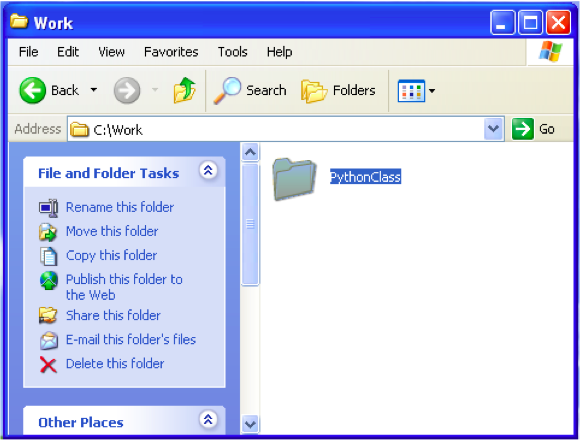 Work
File Edit View Favorites Tools Help
Back Search Folders
Address C:\Work Go
File and Folder Tasks
Rename this folder
Move this folder
Copy this folder
Publish this folder to
the Web
Share this folder
E-mail this folder's files
Delete this folder
Other Places
PythonClass